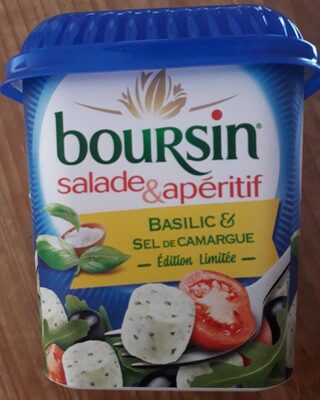 boursin®
salade & apéritif
BASILIC &
SEL DE CAMARGUE
– Édition Limitée –